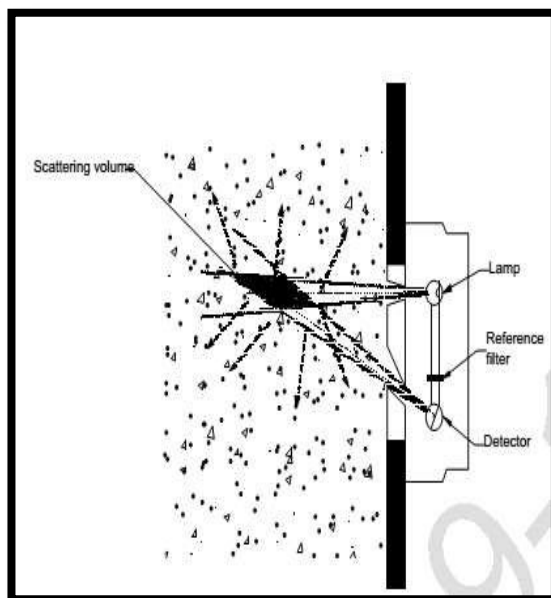 Scattering volume
Lamp
Reference
filter
Detector